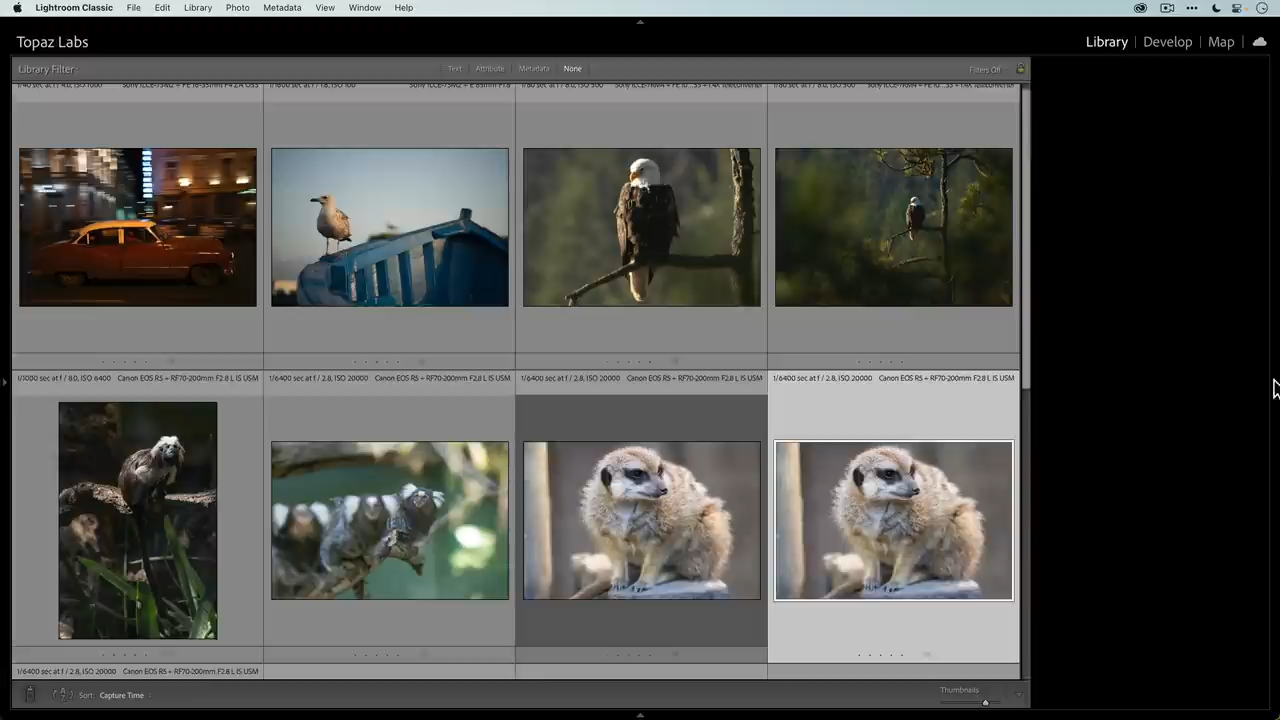 Lightroom Classic File Edit Library Photo Metadata View Window Help
Topaz Labs
Library | Develop | Map
Library Filter: Text Attribute Metadata None Filters Off
1/1000 sec at f / 8.0, ISO 6400 Canon EOS R5 + RF70-200mm F2.8 L IS USM
1/6400 sec at f / 2.8, ISO 20000 Canon EOS R5 + RF70-200mm F2.8 L IS USM
1/6400 sec at f / 2.8, ISO 20000 Canon EOS R5 + RF70-200mm F2.8 L IS USM
1/6400 sec at f / 2.8, ISO 20000 Canon EOS R5 + RF70-200mm F2.8 L IS USM
1/6400 sec at f / 2.8, ISO 20000 Canon EOS R5 + RF70-200mm F2.8 L IS USM
Sort: Capture Time
Thumbnails